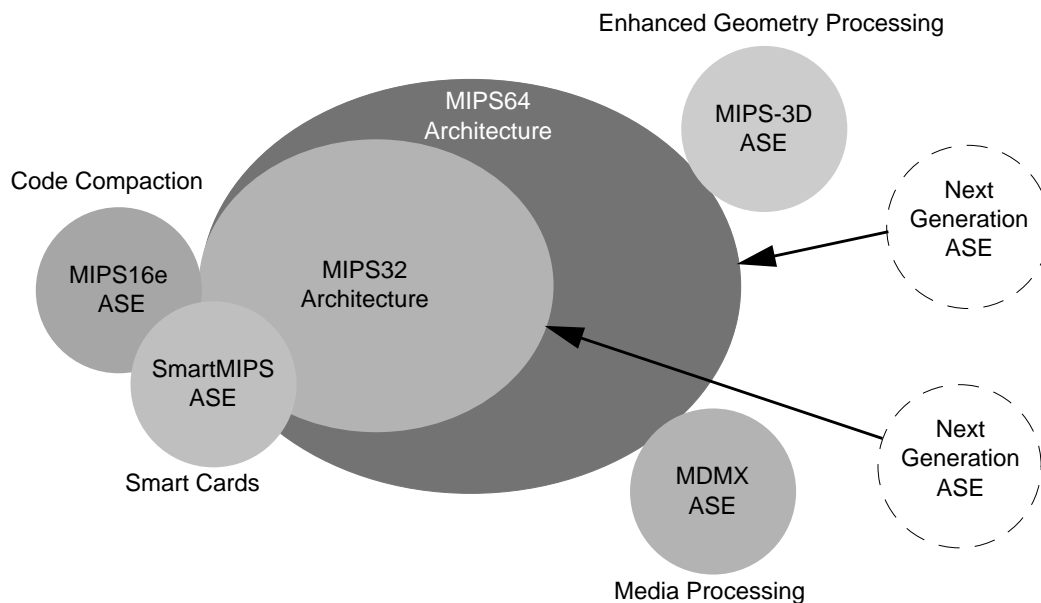 Enhanced Geometry Processing
MIPS64
Architecture
MIPS-3D
ASE
Code Compaction
Next
Generation
ASE
MIPS16e
ASE
MIPS32
Architecture
SmartMIPS
ASE
Next
Generation
ASE
Smart Cards
MDMX
ASE
Media Processing